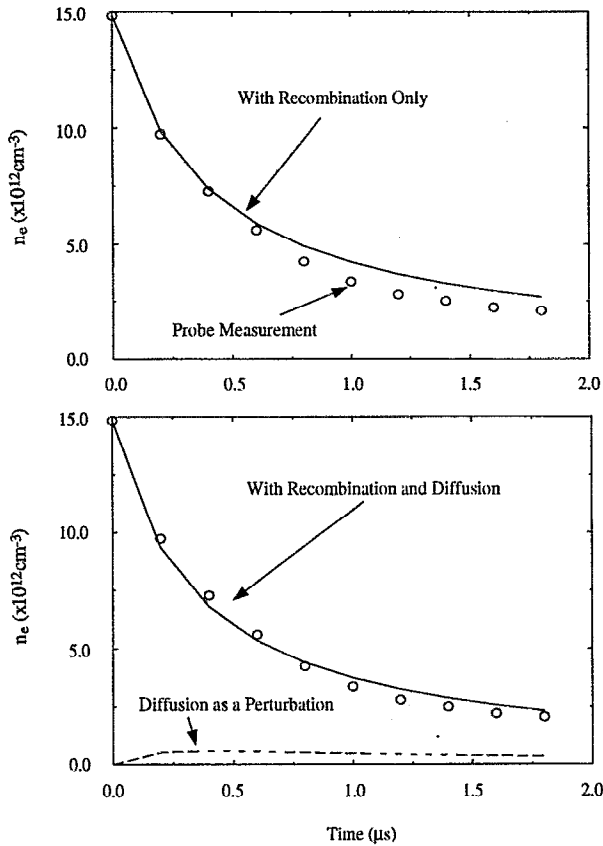 15.0
With Recombination Only
10.0
nₑ (x10¹²cm⁻³)
5.0
Probe Measurement
0.0
0.0 0.5 1.0 1.5 2.0
15.0
With Recombination and Diffusion
10.0
nₑ (x10¹²cm⁻³)
5.0
Diffusion as a Perturbation
0.0
0.0 0.5 1.0 1.5 2.0
Time (µs)